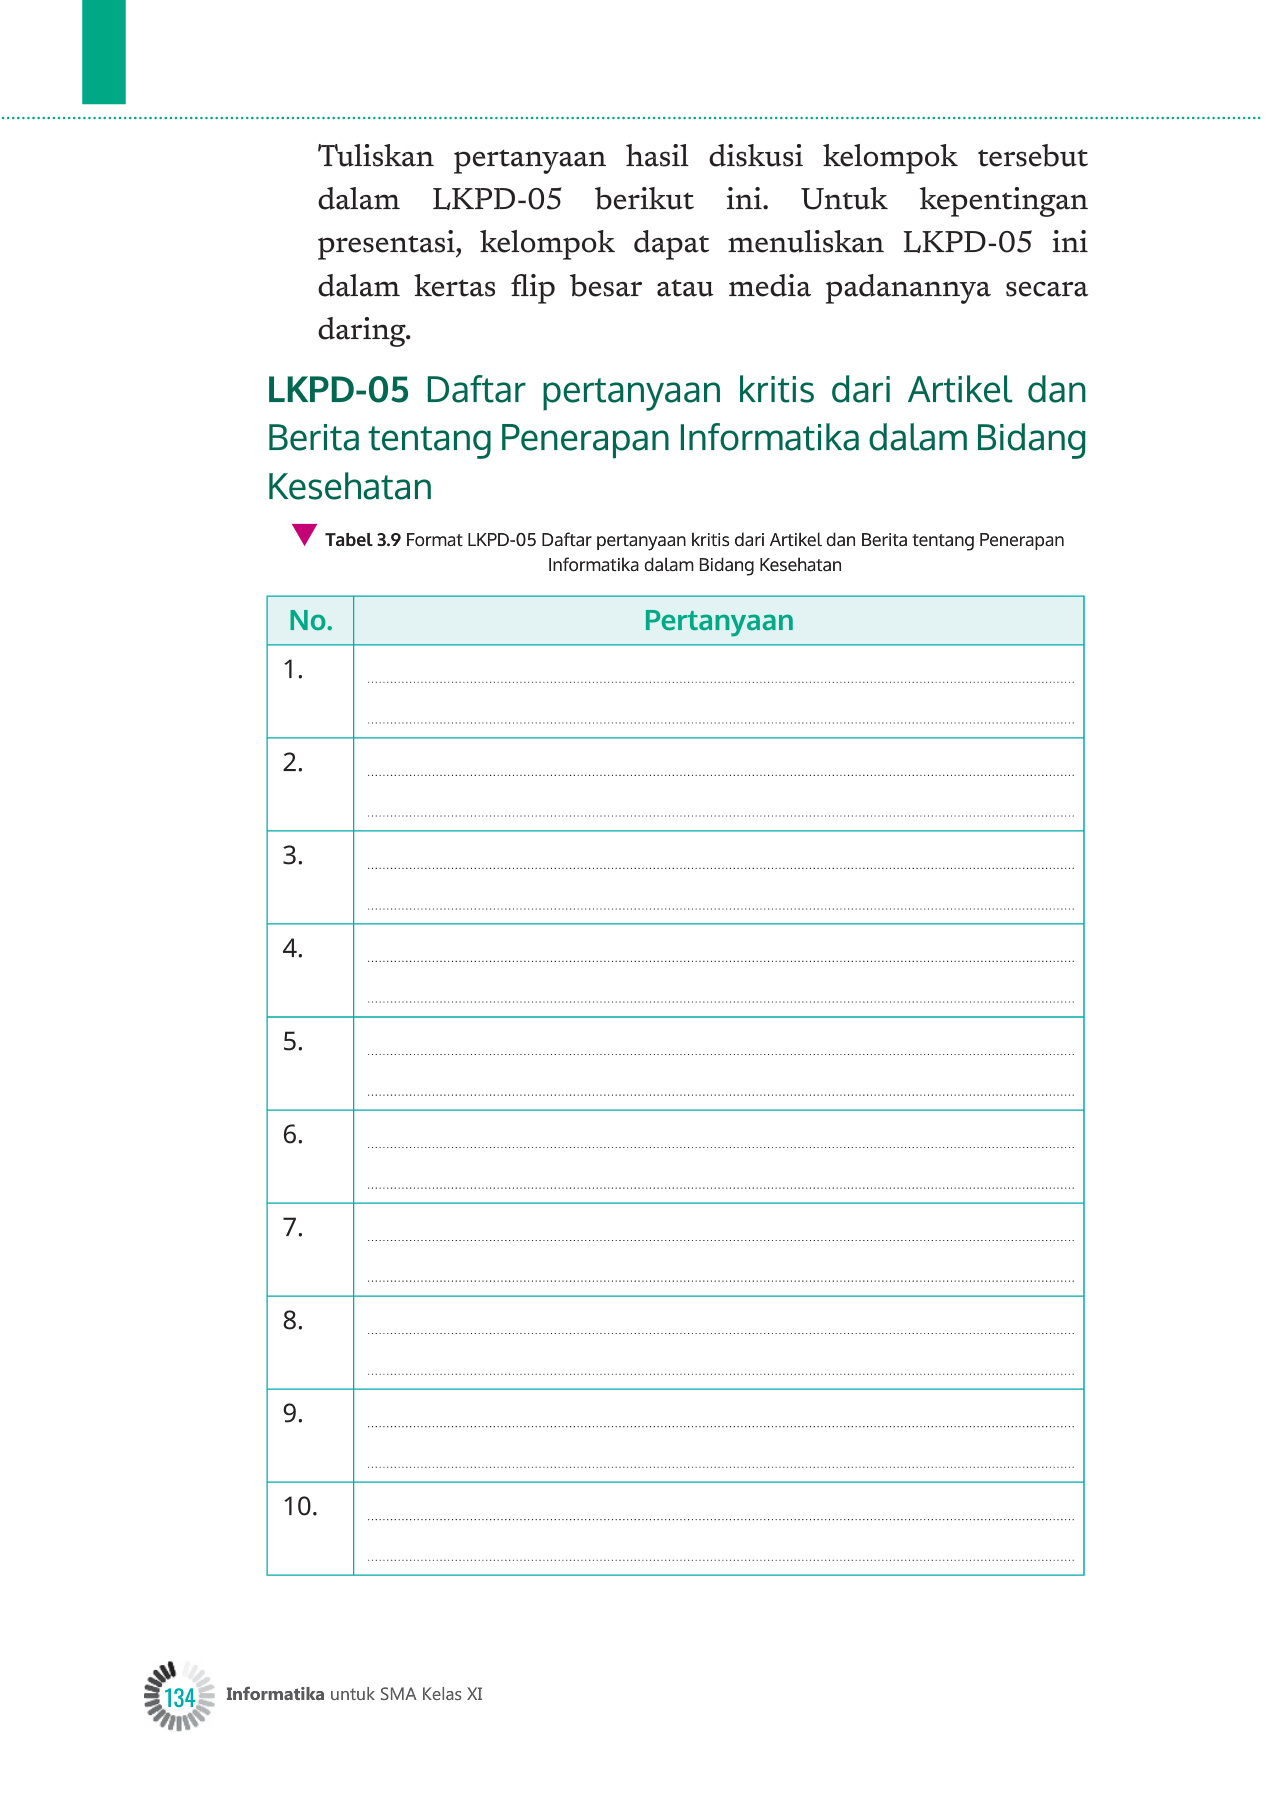 Tuliskan pertanyaan hasil diskusi kelompok tersebut
dalam LKPD-05 berikut ini. Untuk kepentingan
presentasi, kelompok dapat menuliskan LKPD-05 ini
dalam kertas flip besar atau media padanannya secara
daring.
LKPD-05 Daftar pertanyaan kritis dari Artikel dan
Berita tentang Penerapan Informatika dalam Bidang
Kesehatan
Tabel 3.9 Format LKPD-05 Daftar pertanyaan kritis dari Artikel dan Berita tentang Penerapan
Informatika dalam Bidang Kesehatan
No. Pertanyaan
1.
2.
3.
4.
5.
6.
7.
8.
9.
10.
134 Informatika untuk SMA Kelas XI